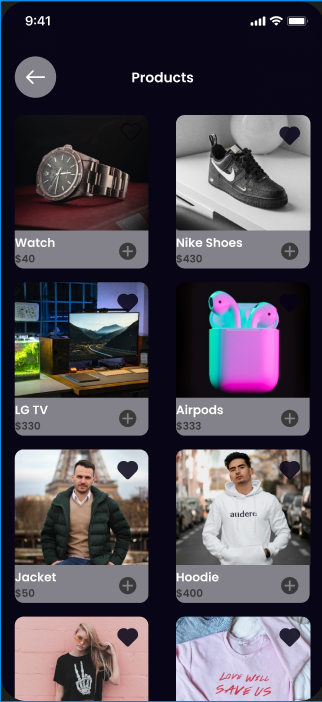 9:41
Products
Watch
$40
Nike Shoes
$430
LG TV
$330
Airpods
$333
Jacket
$50
audere
Hoodie
$400
LOVE WILL
SAVE US